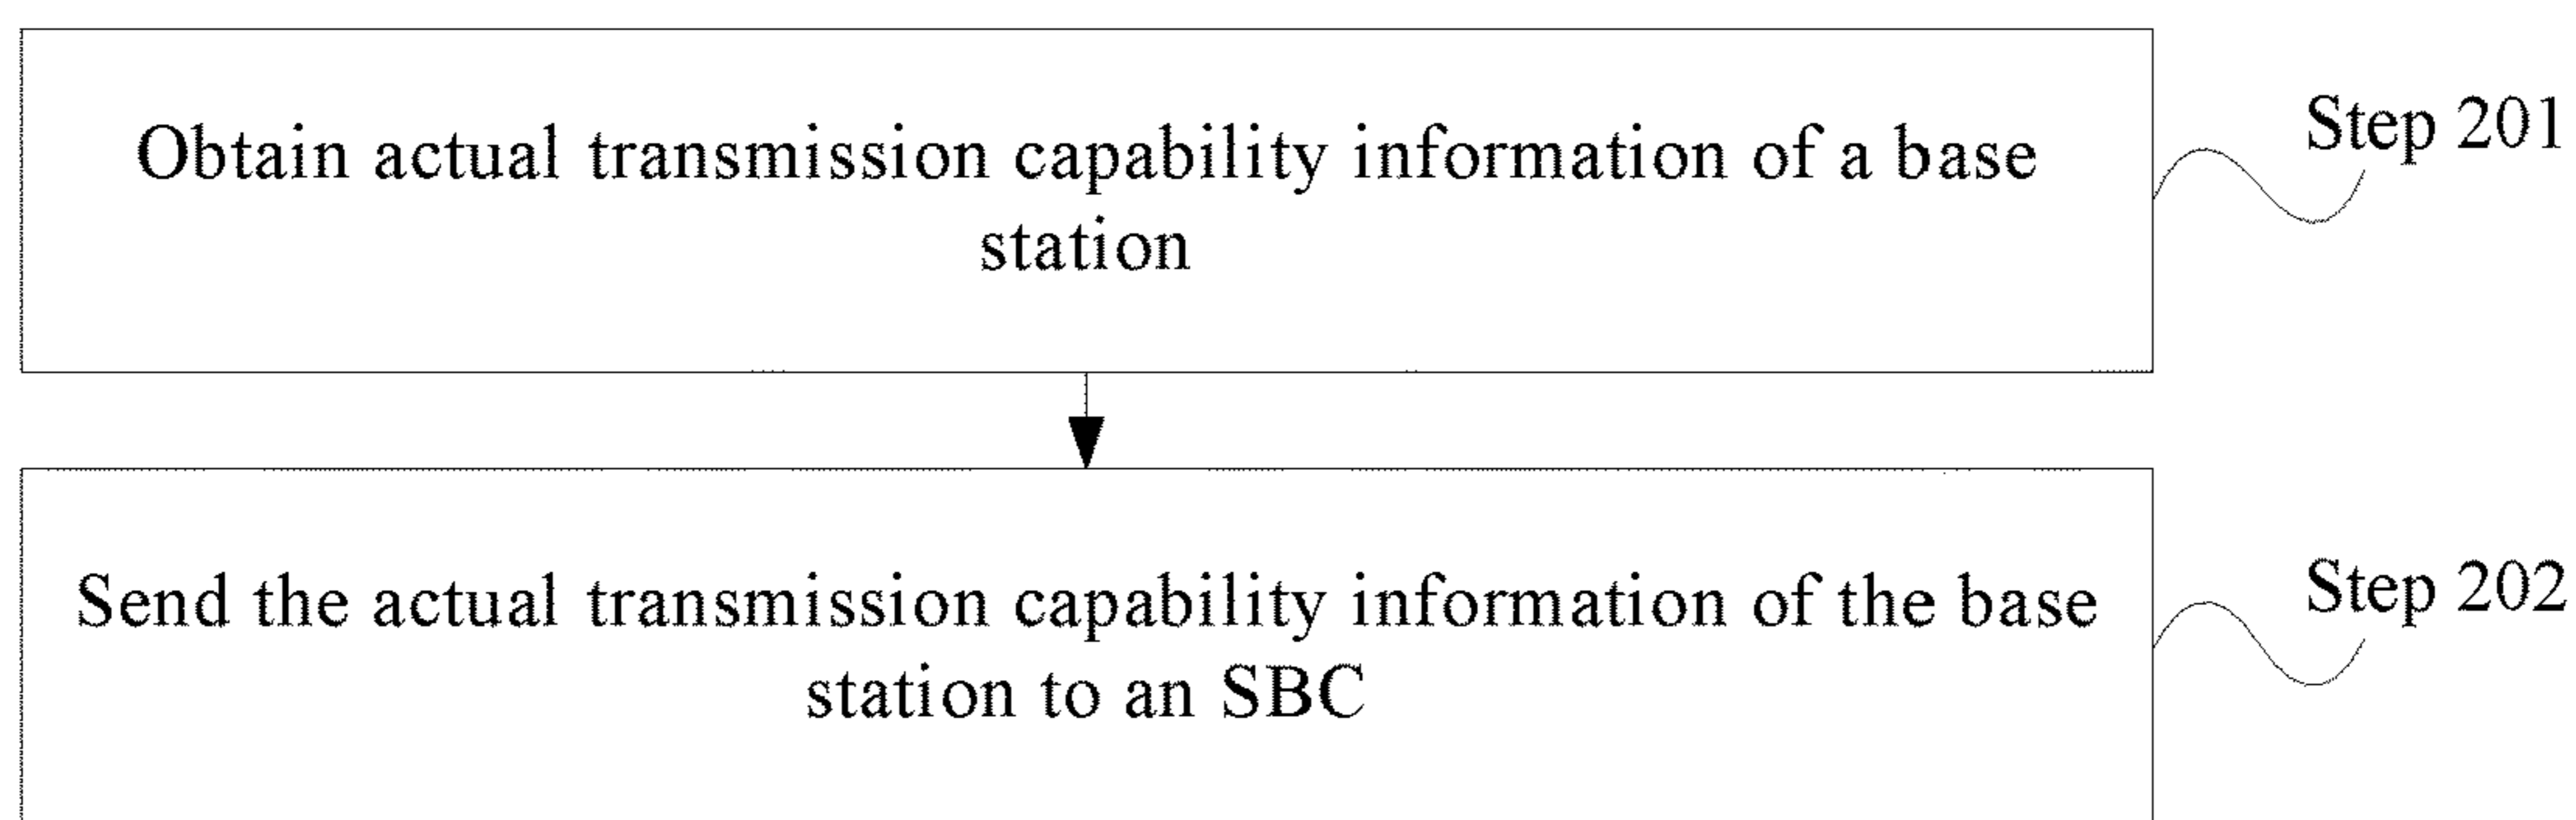 Obtain actual transmission capability information of a base
station
Step 201
Send the actual transmission capability information of the base
station to an SBC
Step 202